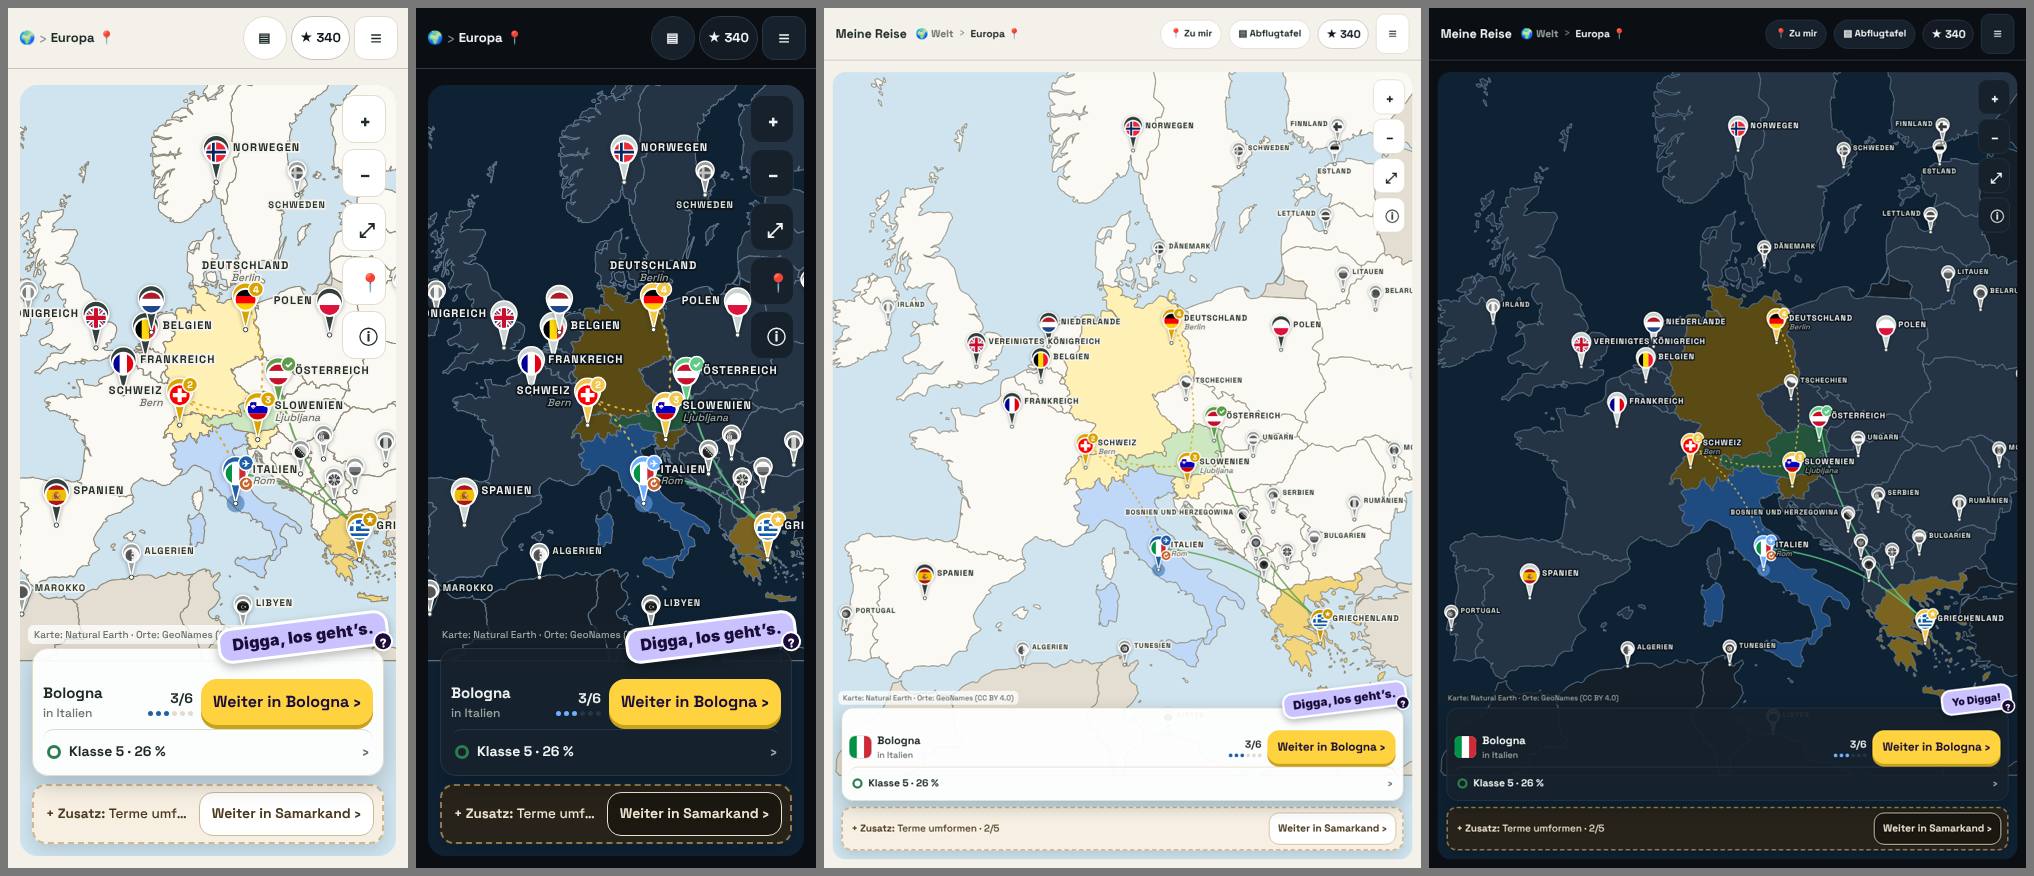 🌍 > Europa 📍
★ 340
NORWEGEN
SCHWEDEN
DEUTSCHLAND
Berlin
4
POLEN
NIGREICH
BELGIEN
FRANKREICH
ÖSTERREICH
SCHWEIZ
Bern
2
SLOWENIEN
Ljubljana
3
ITALIEN
Rom
SPANIEN
GRI
ALGERIEN
MAROKKO
LIBYEN
Karte: Natural Earth · Orte: GeoNames (
Digga, los geht's.
?
Bologna
in Italien
3/6
Weiter in Bologna >
Klasse 5 · 26 %
>
+ Zusatz: Terme umf...
Weiter in Samarkand >
🌍 > Europa 📍
★ 340
NORWEGEN
SCHWEDEN
DEUTSCHLAND
Berlin
4
POLEN
ÖNIGREICH
BELGIEN
FRANKREICH
ÖSTERREICH
SCHWEIZ
Bern
2
SLOWENIEN
Ljubljana
3
ITALIEN
Rom
SPANIEN
GRI
ALGERIEN
MAROKKO
LIBYEN
Karte: Natural Earth · Orte: GeoNames (
Digga, los geht's.
?
Bologna
in Italien
3/6
Weiter in Bologna >
Klasse 5 · 26 %
>
+ Zusatz: Terme umf...
Weiter in Samarkand >
Meine Reise
🌍 Welt > Europa 📍
📍 Zu mir
Abflugtafel
★ 340
NORWEGEN
FINNLAND
SCHWEDEN
ESTLAND
LETTLAND
DÄNEMARK
LITAUEN
BELARU
IRLAND
NIEDERLANDE
DEUTSCHLAND
Berlin
POLEN
VEREINIGTES KÖNIGREICH
BELGIEN
TSCHECHIEN
FRANKREICH
ÖSTERREICH
SCHWEIZ
Bern
UNGARN
SLOWENIEN
Ljubljana
SERBIEN
RUMÄNIEN
BOSNIEN UND HERZEGOWINA
BULGARIEN
ITALIEN
Rom
SPANIEN
PORTUGAL
GRIECHENLAND
ALGERIEN
TUNESIEN
Karte: Natural Earth · Orte: GeoNames (CC BY 4.0)
Digga, los geht's.
?
Bologna
in Italien
3/6
Weiter in Bologna >
Klasse 5 · 26 %
>
+ Zusatz: Terme umformen · 2/5
Weiter in Samarkand >
Meine Reise
🌍 Welt > Europa 📍
📍 Zu mir
Abflugtafel
★ 340
NORWEGEN
FINNLAND
SCHWEDEN
ESTLAND
LETTLAND
DÄNEMARK
LITAUEN
BELARU
IRLAND
NIEDERLANDE
DEUTSCHLAND
Berlin
POLEN
VEREINIGTES KÖNIGREICH
BELGIEN
TSCHECHIEN
FRANKREICH
ÖSTERREICH
SCHWEIZ
Bern
UNGARN
SLOWENIEN
Ljubljana
SERBIEN
RUMÄNIEN
BOSNIEN UND HERZEGOWINA
BULGARIEN
ITALIEN
Rom
SPANIEN
PORTUGAL
GRIECHENLAND
ALGERIEN
TUNESIEN
Karte: Natural Earth · Orte: GeoNames (CC BY 4.0)
Yo Digga!
?
Bologna
in Italien
3/6
Weiter in Bologna >
Klasse 5 · 26 %
>
+ Zusatz: Terme umformen · 2/5
Weiter in Samarkand >